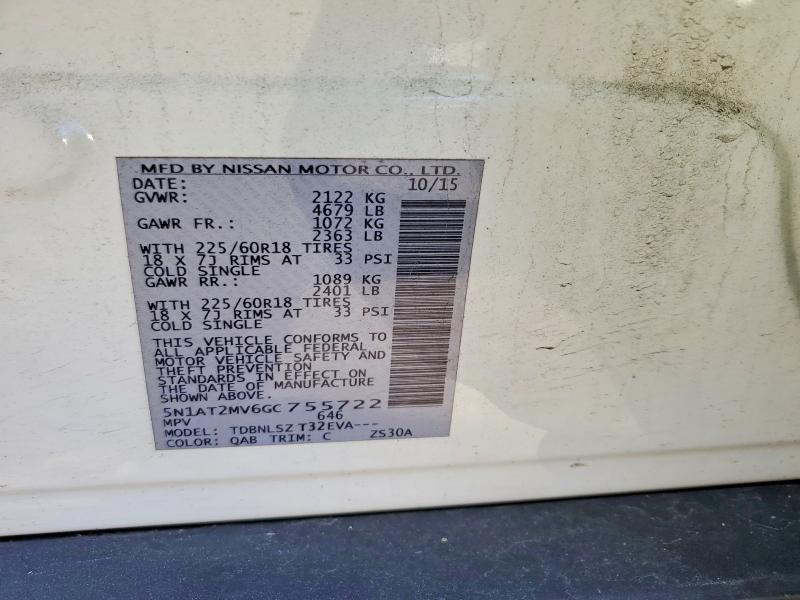 MFD BY NISSAN MOTOR CO., LTD.
DATE: 10/15
GVWR: 2122 KG
4679 LB
GAWR FR.: 1072 KG
2363 LB
WITH 225/60R18 TIRES
18 X 7J RIMS AT 33 PSI
COLD SINGLE
GAWR RR.: 1089 KG
2401 LB
WITH 225/60R18 TIRES
18 X 7J RIMS AT 33 PSI
COLD SINGLE
THIS VEHICLE CONFORMS TO
ALL APPLICABLE FEDERAL
MOTOR VEHICLE SAFETY AND
THEFT PREVENTION
STANDARDS IN EFFECT ON
THE DATE OF MANUFACTURE
SHOWN ABOVE.
5N1AT2MV6GC755722
MPV 646
MODEL: TDBNLSZ T32EVA---
COLOR: QAB TRIM: C ZS30A